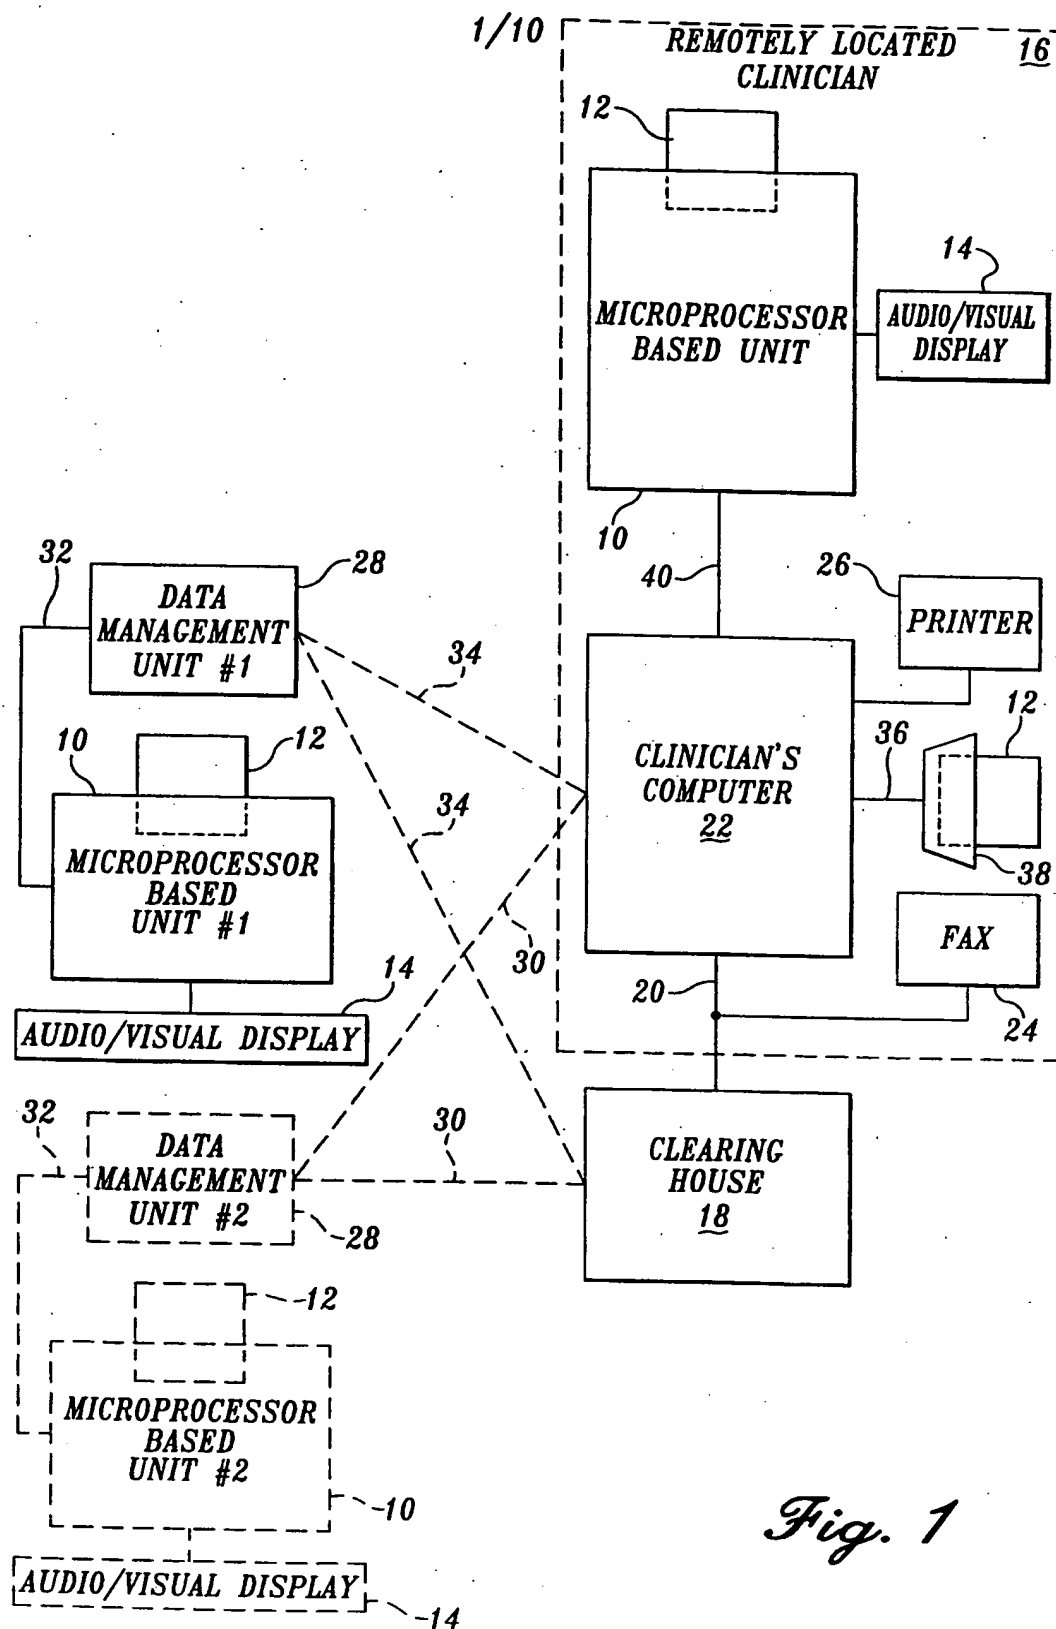 1/10
REMOTELY LOCATED
CLINICIAN
16
12
MICROPROCESSOR
BASED UNIT
14
AUDIO/VISUAL
DISPLAY
10
40
26
PRINTER
32
28
DATA
MANAGEMENT
UNIT #1
34
10
12
34
CLINICIAN'S
COMPUTER
22
36
12
38
MICROPROCESSOR
BASED
UNIT #1
30
FAX
24
20
14
AUDIO/VISUAL DISPLAY
32
DATA
MANAGEMENT
UNIT #2
28
30
CLEARING
HOUSE
18
12
MICROPROCESSOR
BASED
UNIT #2
10
AUDIO/VISUAL DISPLAY
14
Fig. 1